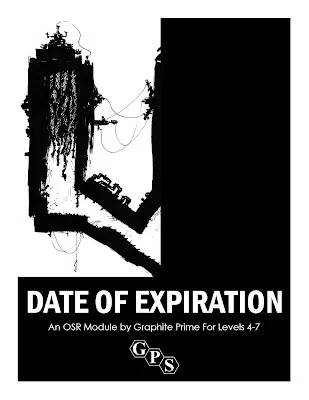 DATE OF EXPIRATION
An OSR Module by Graphite Prime For Levels 4-7
GPS